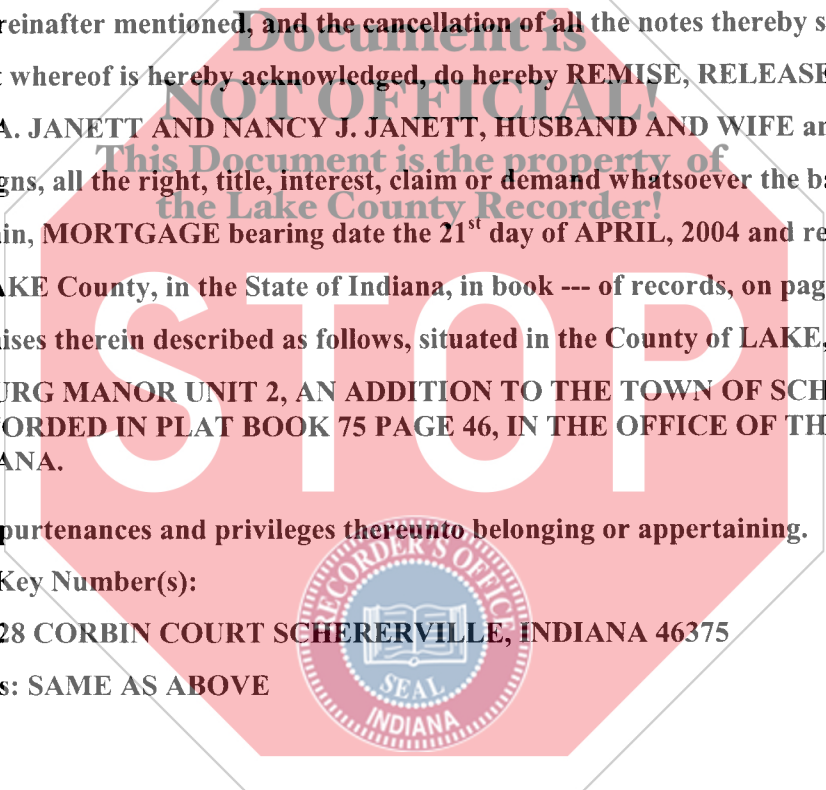 reinafter mentioned, and the cancellation of all the notes thereby s
Document is
t whereof is hereby acknowledged, do hereby REMISE, RELEASE
NOT OFFICIAL!
A. JANETT AND NANCY J. JANETT, HUSBAND AND WIFE an
This Document is the property of
gns, all the right, title, interest, claim or demand whatsoever the ba
the Lake County Recorder!
in, MORTGAGE bearing date the 21st day of APRIL, 2004 and re
AKE County, in the State of Indiana, in book --- of records, on pag
ises therein described as follows, situated in the County of LAKE,
URG MANOR UNIT 2, AN ADDITION TO THE TOWN OF SCH
ORDED IN PLAT BOOK 75 PAGE 46, IN THE OFFICE OF TH
ANA.
STOP
purtenances and privileges thereunto belonging or appertaining.
Key Number(s):
28 CORBIN COURT SCHERERVILLE, INDIANA 46375
s: SAME AS ABOVE
RECORDER'S OFFICE
SEAL
INDIANA